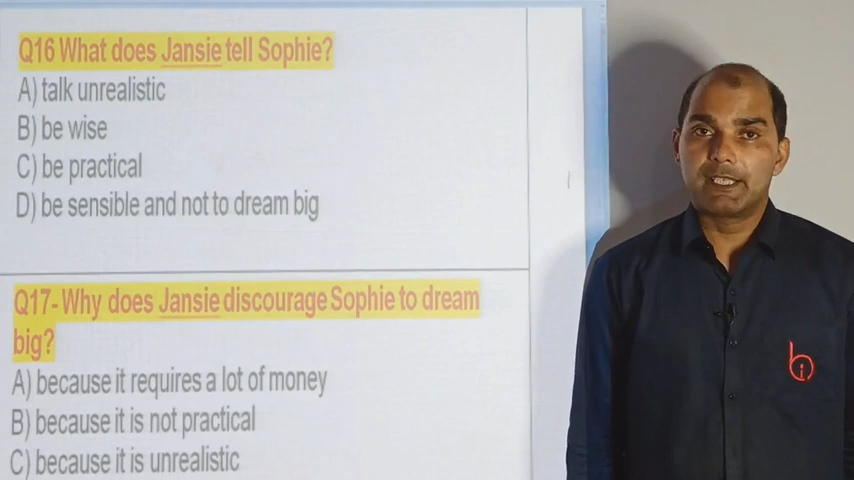 Q16 What does Jansie tell Sophie?
A) talk unrealistic
B) be wise
C) be practical
D) be sensible and not to dream big
Q17- Why does Jansie discourage Sophie to dream
big?
A) because it requires a lot of money
B) because it is not practical
C) because it is unrealistic